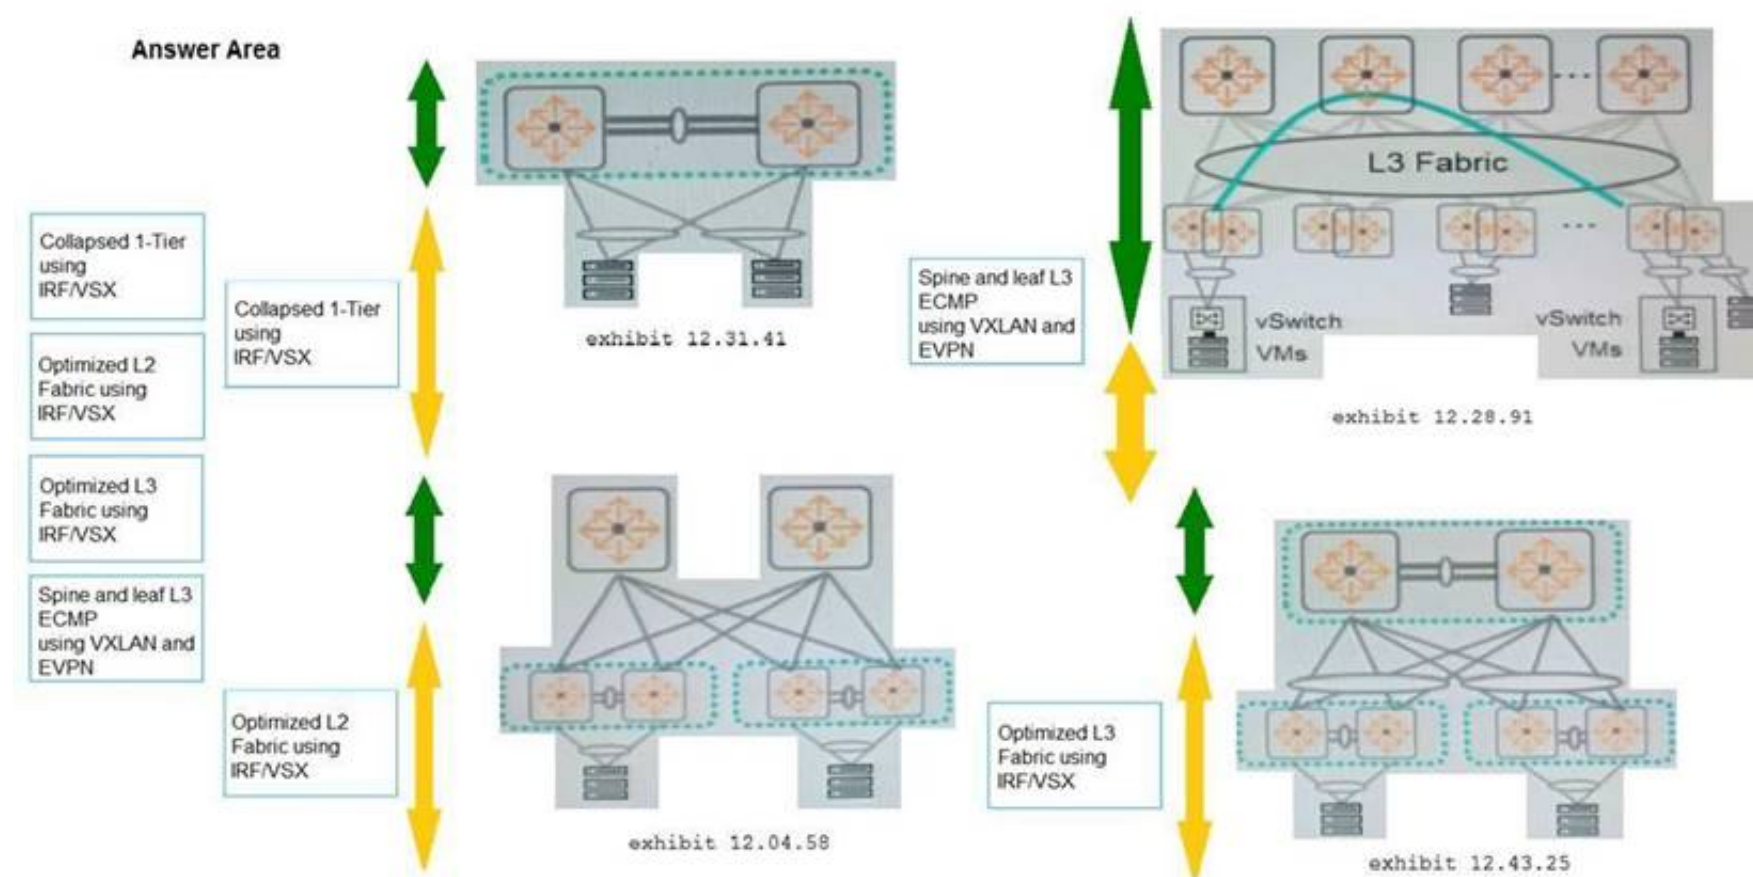 Answer Area
Collapsed 1-Tier
using
IRF/VSX
Optimized L2
Fabric using
IRF/VSX
Optimized L3
Fabric using
IRF/VSX
Spine and leaf L3
ECMP
using VXLAN and
EVPN
Collapsed 1-Tier
using
IRF/VSX
exhibit 12.31.41
Optimized L2
Fabric using
IRF/VSX
exhibit 12.04.58
Spine and leaf L3
ECMP
using VXLAN and
EVPN
L3 Fabric
vSwitch
VMs
vSwitch
VMs
exhibit 12.28.91
Optimized L3
Fabric using
IRF/VSX
exhibit 12.43.25